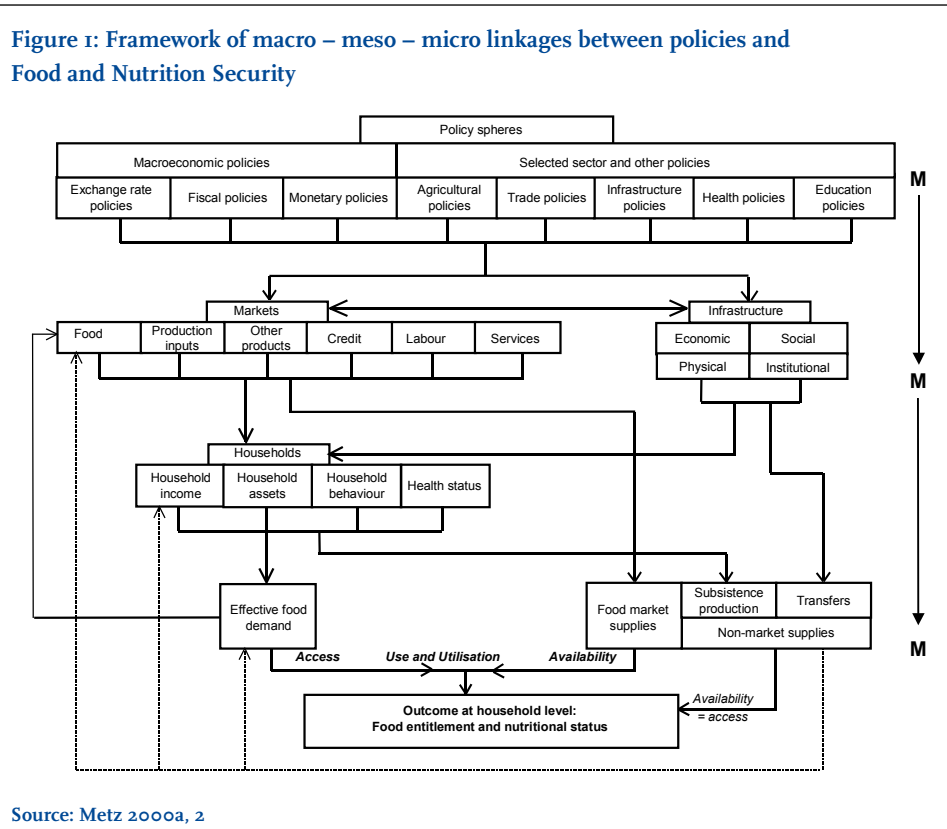 Figure 1: Framework of macro – meso – micro linkages between policies and
Food and Nutrition Security
Policy spheres
Macroeconomic policies
Selected sector and other policies
M
Exchange rate
policies
Fiscal policies
Monetary policies
Agricultural
policies
Trade policies
Infrastructure
policies
Health policies
Education
policies
Markets
Infrastructure
Food
Production
inputs
Other
products
Credit
Labour
Services
Economic
Social
Physical
Institutional
M
Households
Household
income
Household
assets
Household
behaviour
Health status
Effective food
demand
Food market
supplies
Subsistence
production
Transfers
Non-market supplies
M
Access
Use and Utilisation
Availability
Outcome at household level:
Food entitlement and nutritional status
Availability
= access
Source: Metz 2000a, 2